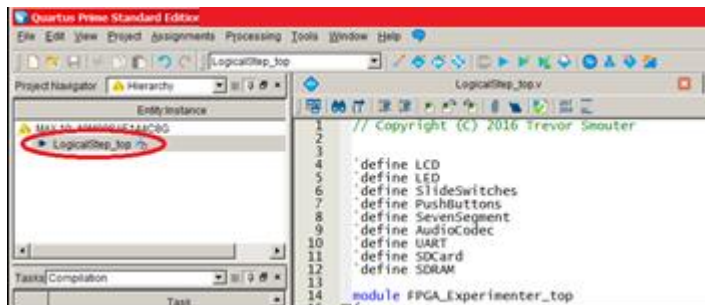 Quartus Prime Standard Edition
File Edit View Project Assignments Processing Tools Window Help
LogicalStep_top
Project Navigator Hierarchy
LogicalStep_top.v
Entity:Instance
LogicalStep_top
1 // Copyright (C) 2016 Trevor Smouter
2
3
4 `define LCD
5 `define LED
6 `define SlideSwitches
7 `define PushButtons
8 `define SevenSegment
9 `define AudioCodec
10 `define UART
11 `define SDCard
12 `define SDRAM
13
14 module FPGA_Experimenter_top
Tasks Compilation
Task